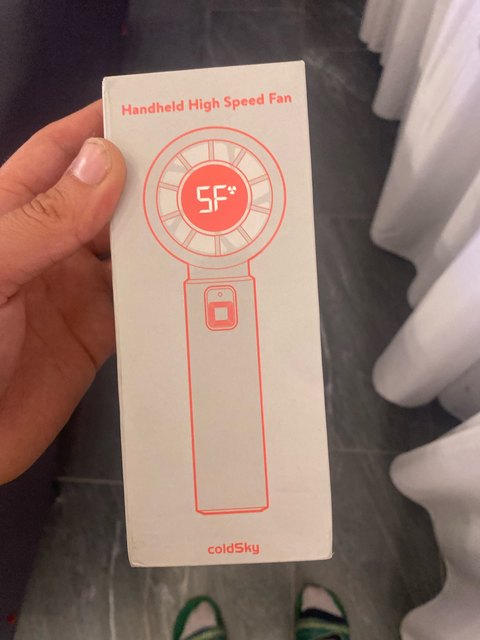 Handheld High Speed Fan
5F
coldSky